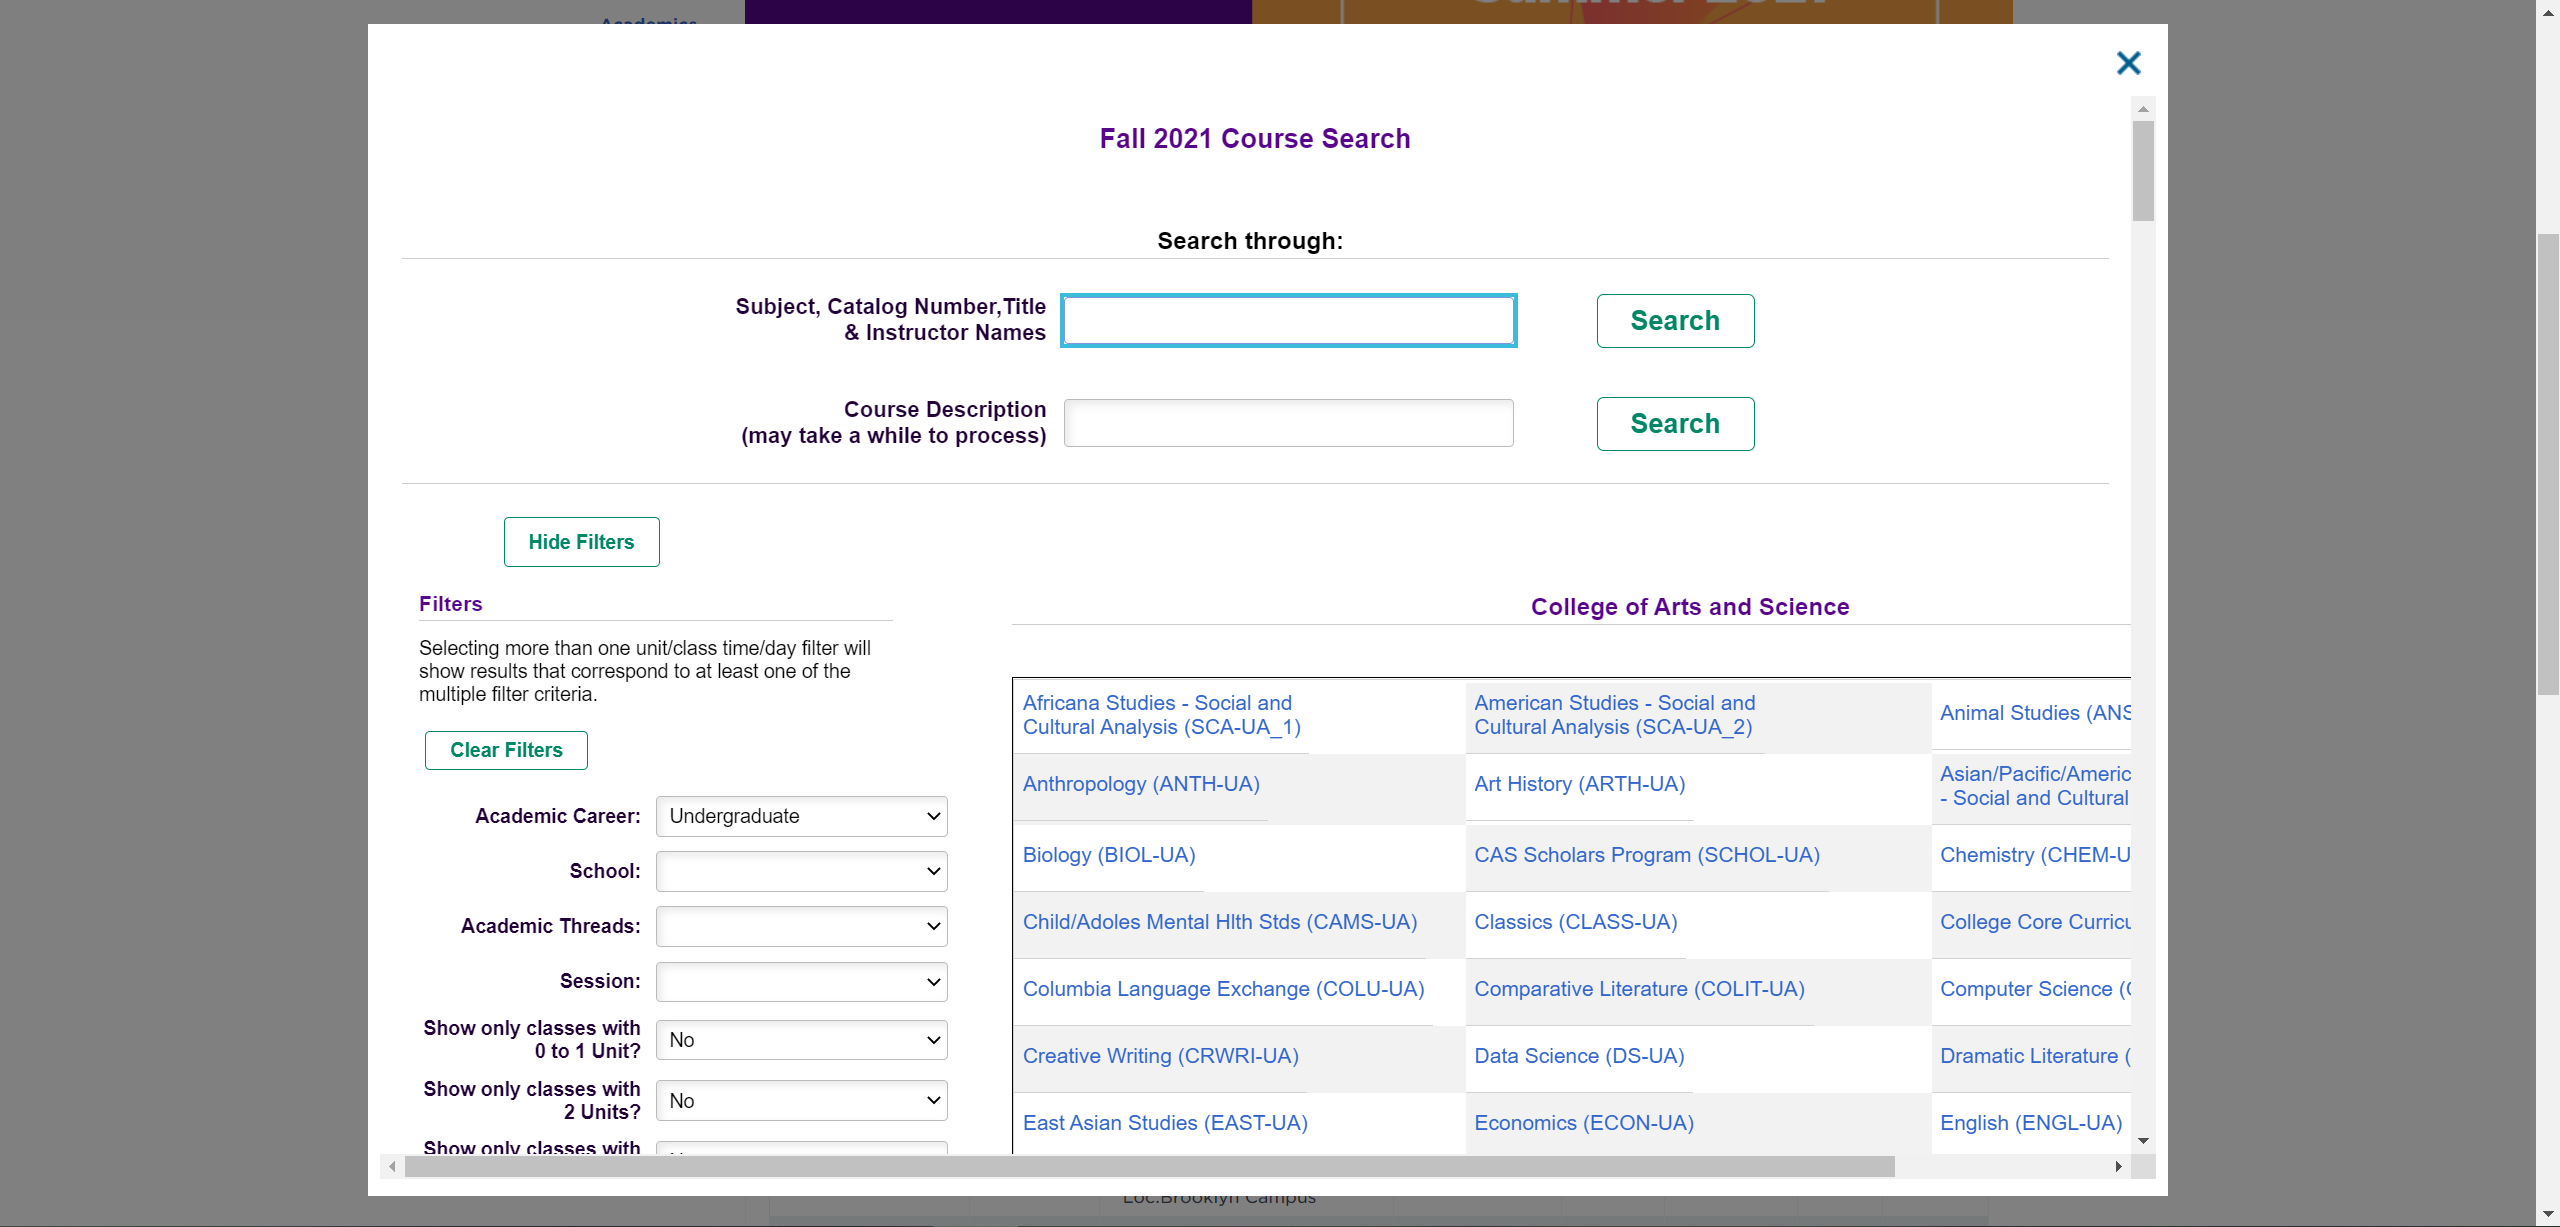 Fall 2021 Course Search
Search through:
Subject, Catalog Number,Title
& Instructor Names
Search
Course Description
(may take a while to process)
Search
Hide Filters
Filters
Selecting more than one unit/class time/day filter will
show results that correspond to at least one of the
multiple filter criteria.
Clear Filters
Academic Career:
Undergraduate
School:
Academic Threads:
Session:
Show only classes with
0 to 1 Unit?
No
Show only classes with
2 Units?
No
Show only classes with
College of Arts and Science
Africana Studies - Social and
Cultural Analysis (SCA-UA_1)
American Studies - Social and
Cultural Analysis (SCA-UA_2)
Animal Studies (ANS
Anthropology (ANTH-UA)
Art History (ARTH-UA)
Asian/Pacific/Americ
- Social and Cultural
Biology (BIOL-UA)
CAS Scholars Program (SCHOL-UA)
Chemistry (CHEM-U
Child/Adoles Mental Hlth Stds (CAMS-UA)
Classics (CLASS-UA)
College Core Curricu
Columbia Language Exchange (COLU-UA)
Comparative Literature (COLIT-UA)
Computer Science (
Creative Writing (CRWRI-UA)
Data Science (DS-UA)
Dramatic Literature (
East Asian Studies (EAST-UA)
Economics (ECON-UA)
English (ENGL-UA)
Loc:Brooklyn Campus